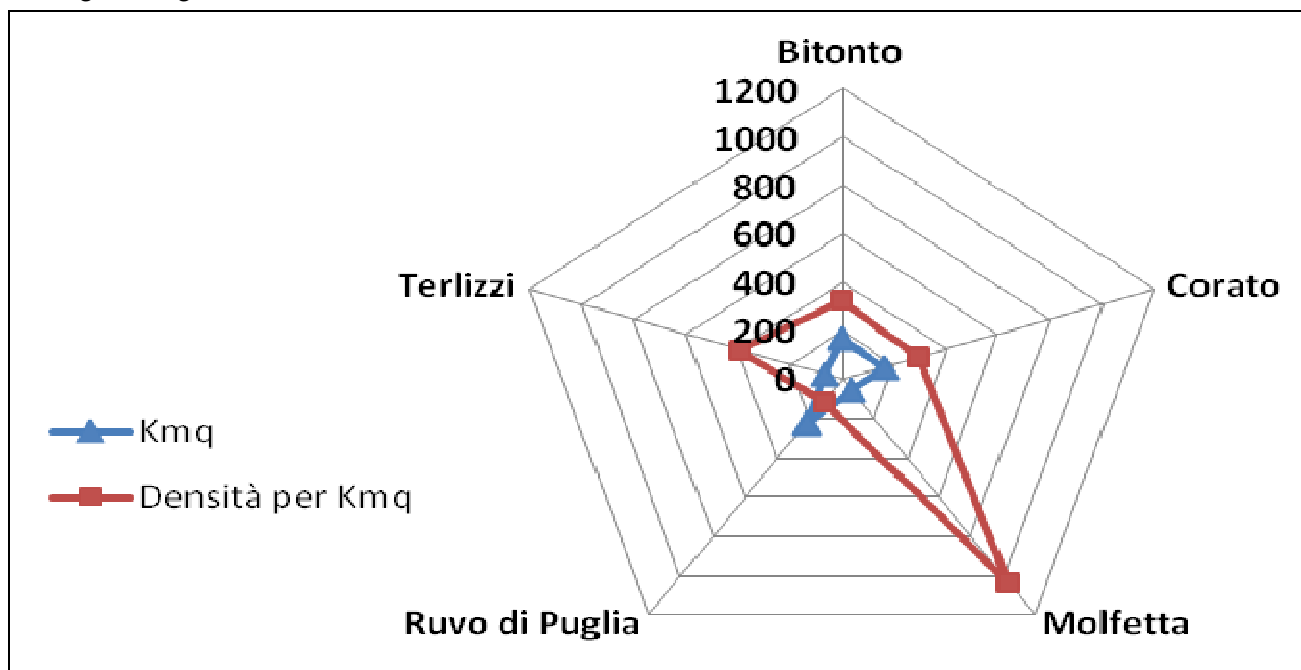 Bitonto
1200
1000
800
600
400
200
0
Terlizzi
Corato
Kmq
Densità per Kmq
Ruvo di Puglia
Molfetta